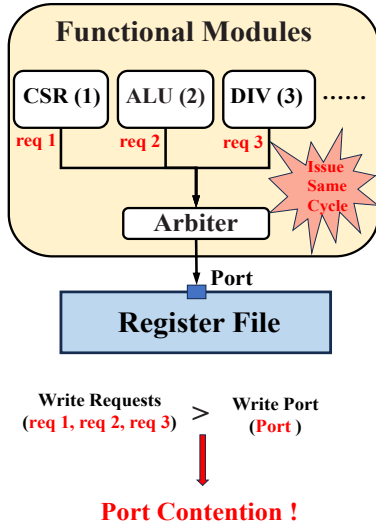 Functional Modules
CSR (1) ALU (2) DIV (3) ......
req 1 req 2 req 3
Issue
Same
Cycle
Arbiter
Port
Register File
Write Requests > Write Port
(req 1, req 2, req 3) (Port )
Port Contention !